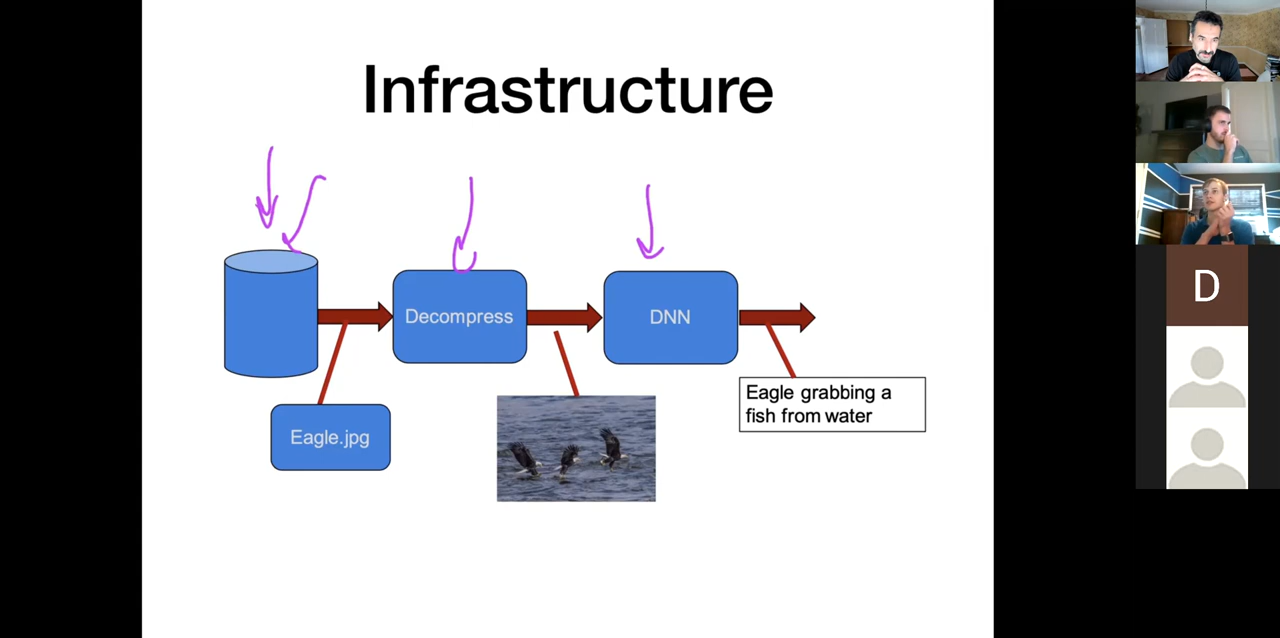 Infrastructure
Decompress
DNN
Eagle.jpg
Eagle grabbing a
fish from water
D